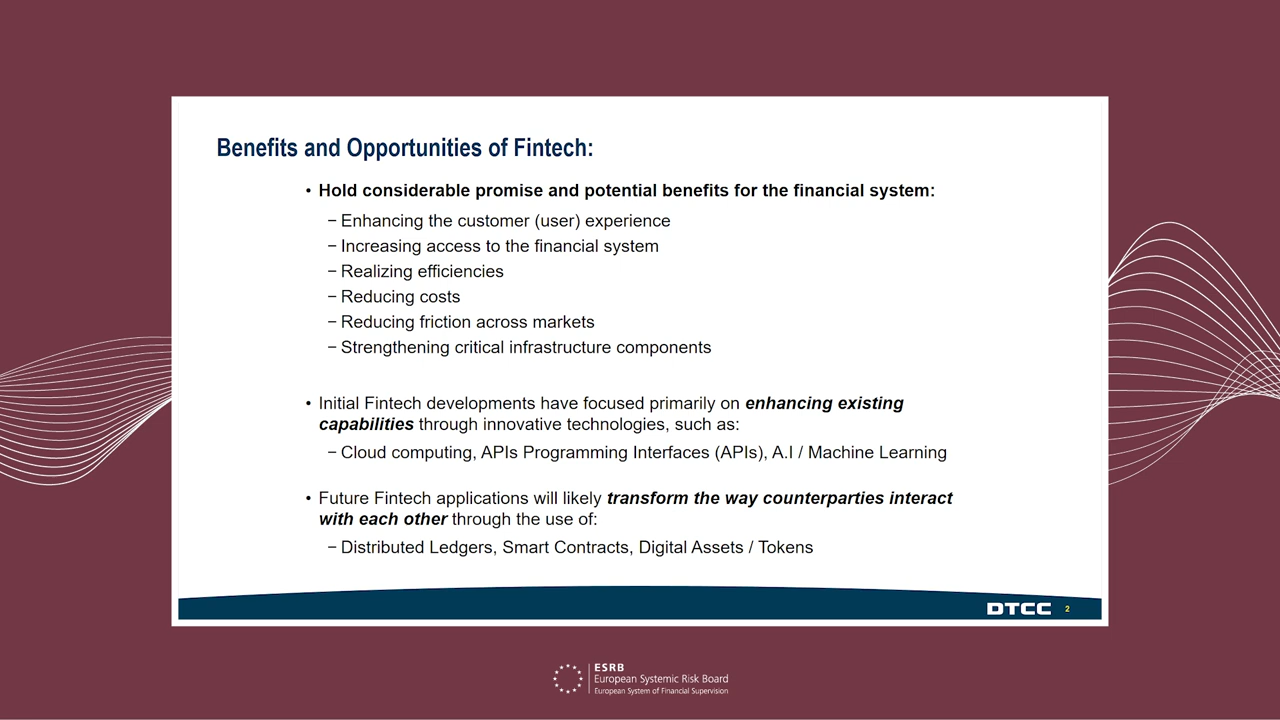 Benefits and Opportunities of Fintech:
• Hold considerable promise and potential benefits for the financial system:
− Enhancing the customer (user) experience
− Increasing access to the financial system
− Realizing efficiencies
− Reducing costs
− Reducing friction across markets
− Strengthening critical infrastructure components
• Initial Fintech developments have focused primarily on enhancing existing
capabilities through innovative technologies, such as:
− Cloud computing, APIs Programming Interfaces (APIs), A.I / Machine Learning
• Future Fintech applications will likely transform the way counterparties interact
with each other through the use of:
− Distributed Ledgers, Smart Contracts, Digital Assets / Tokens
DTCC 2
ESRB
European Systemic Risk Board
European System of Financial Supervision